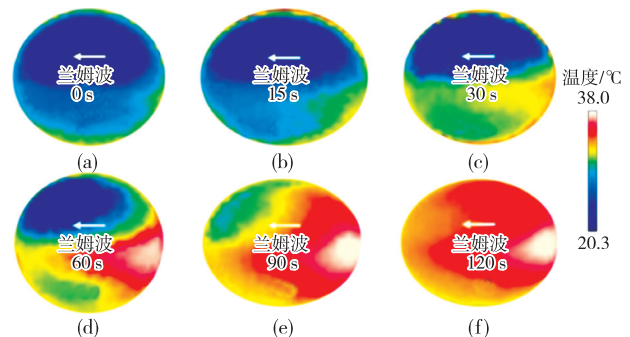 兰姆波
0 s
兰姆波
15 s
兰姆波
30 s
温度/℃
38.0
20.3
(a)
(b)
(c)
兰姆波
60 s
兰姆波
90 s
兰姆波
120 s
(d)
(e)
(f)